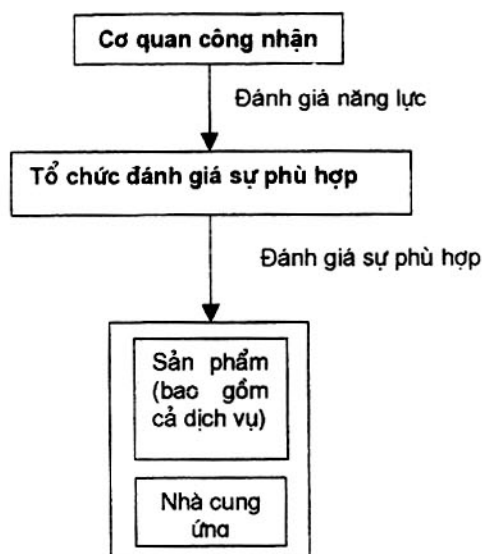 Cơ quan công nhận
Đánh giá năng lực
Tổ chức đánh giá sự phù hợp
Đánh giá sự phù hợp
Sản phẩm
(bao gồm
cả dịch vụ)
Nhà cung
ứng